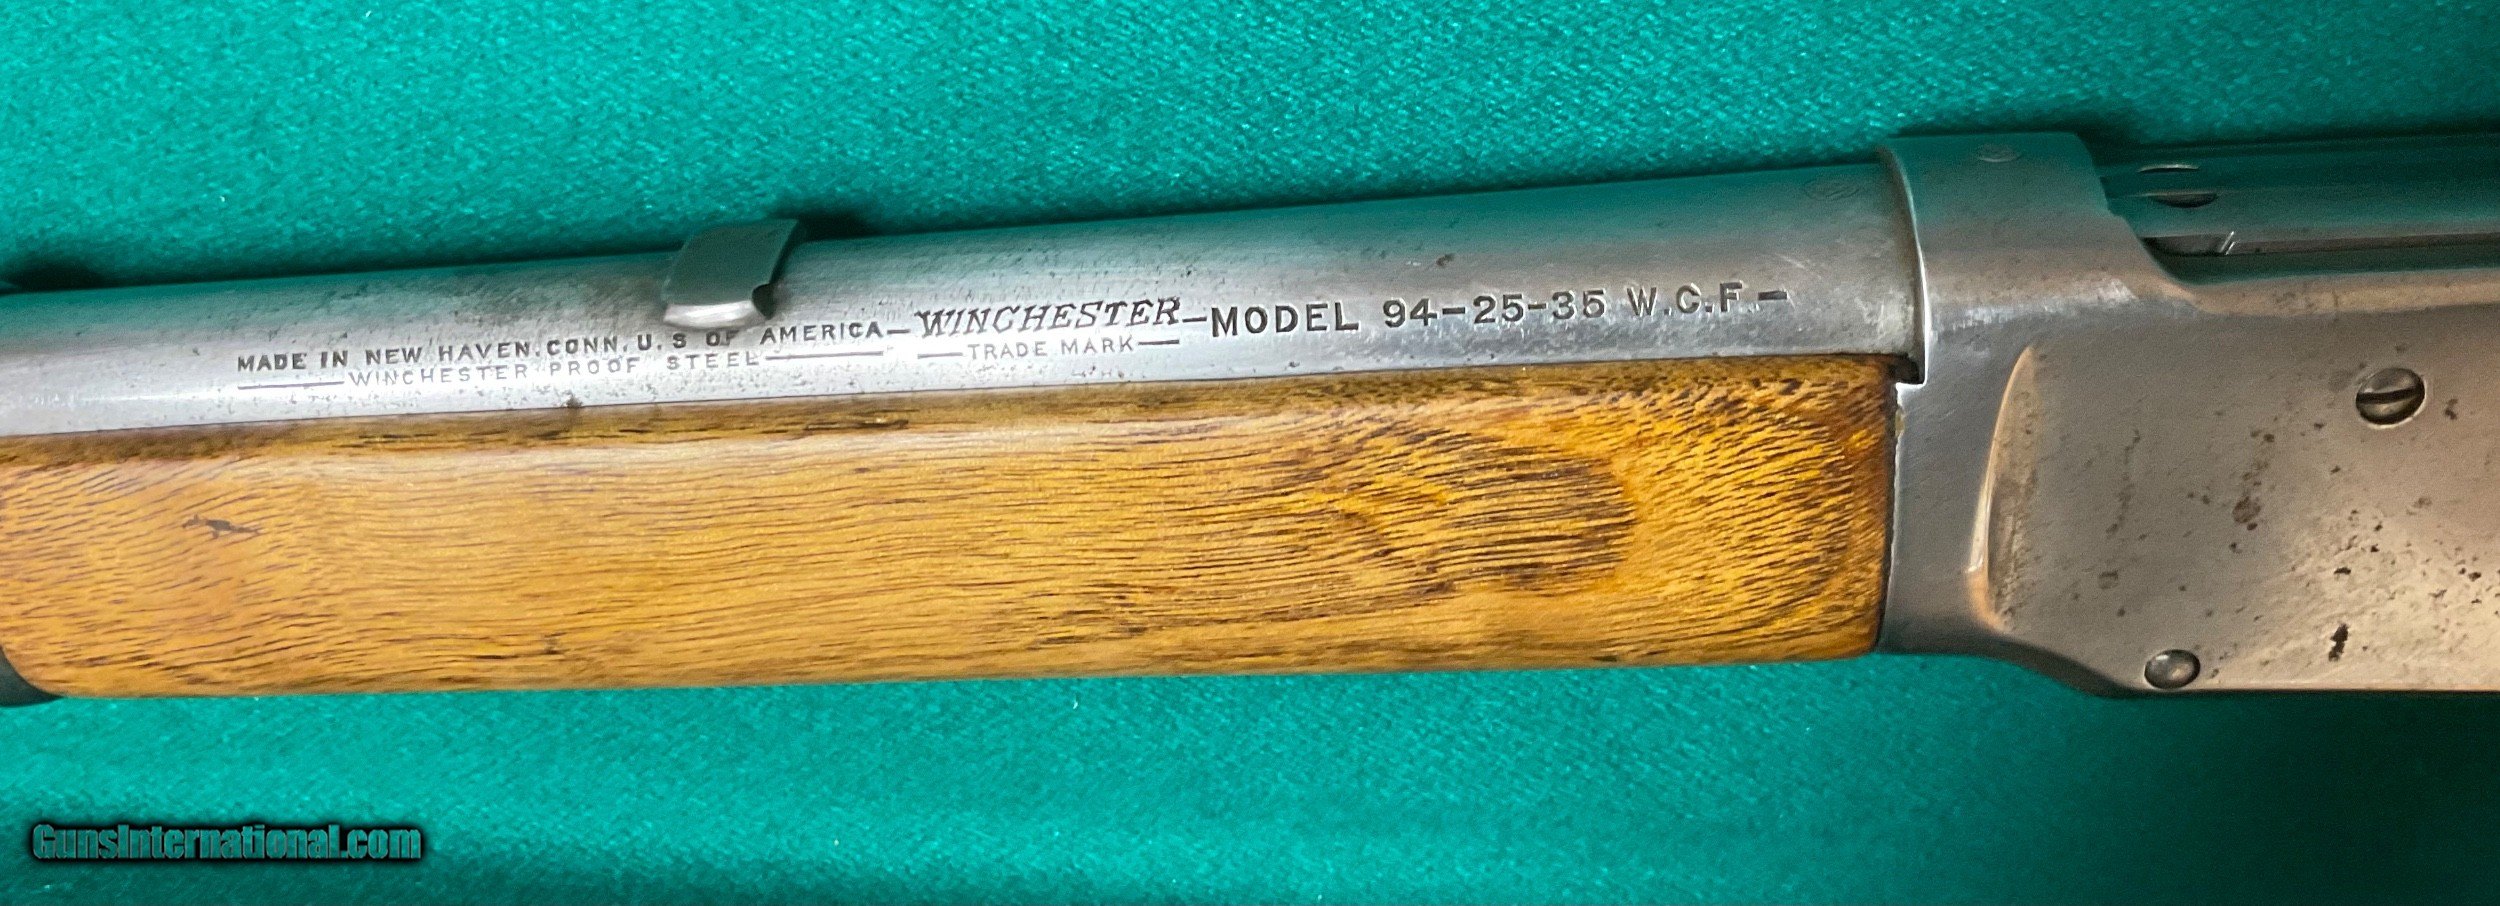 MADE IN NEW HAVEN. CONN. U.S OF AMERICA—WINCHESTER—MODEL 94-25-35 W.C.F.-
—WINCHESTER PROOF STEEL— —TRADE MARK—
GunsInternational.com